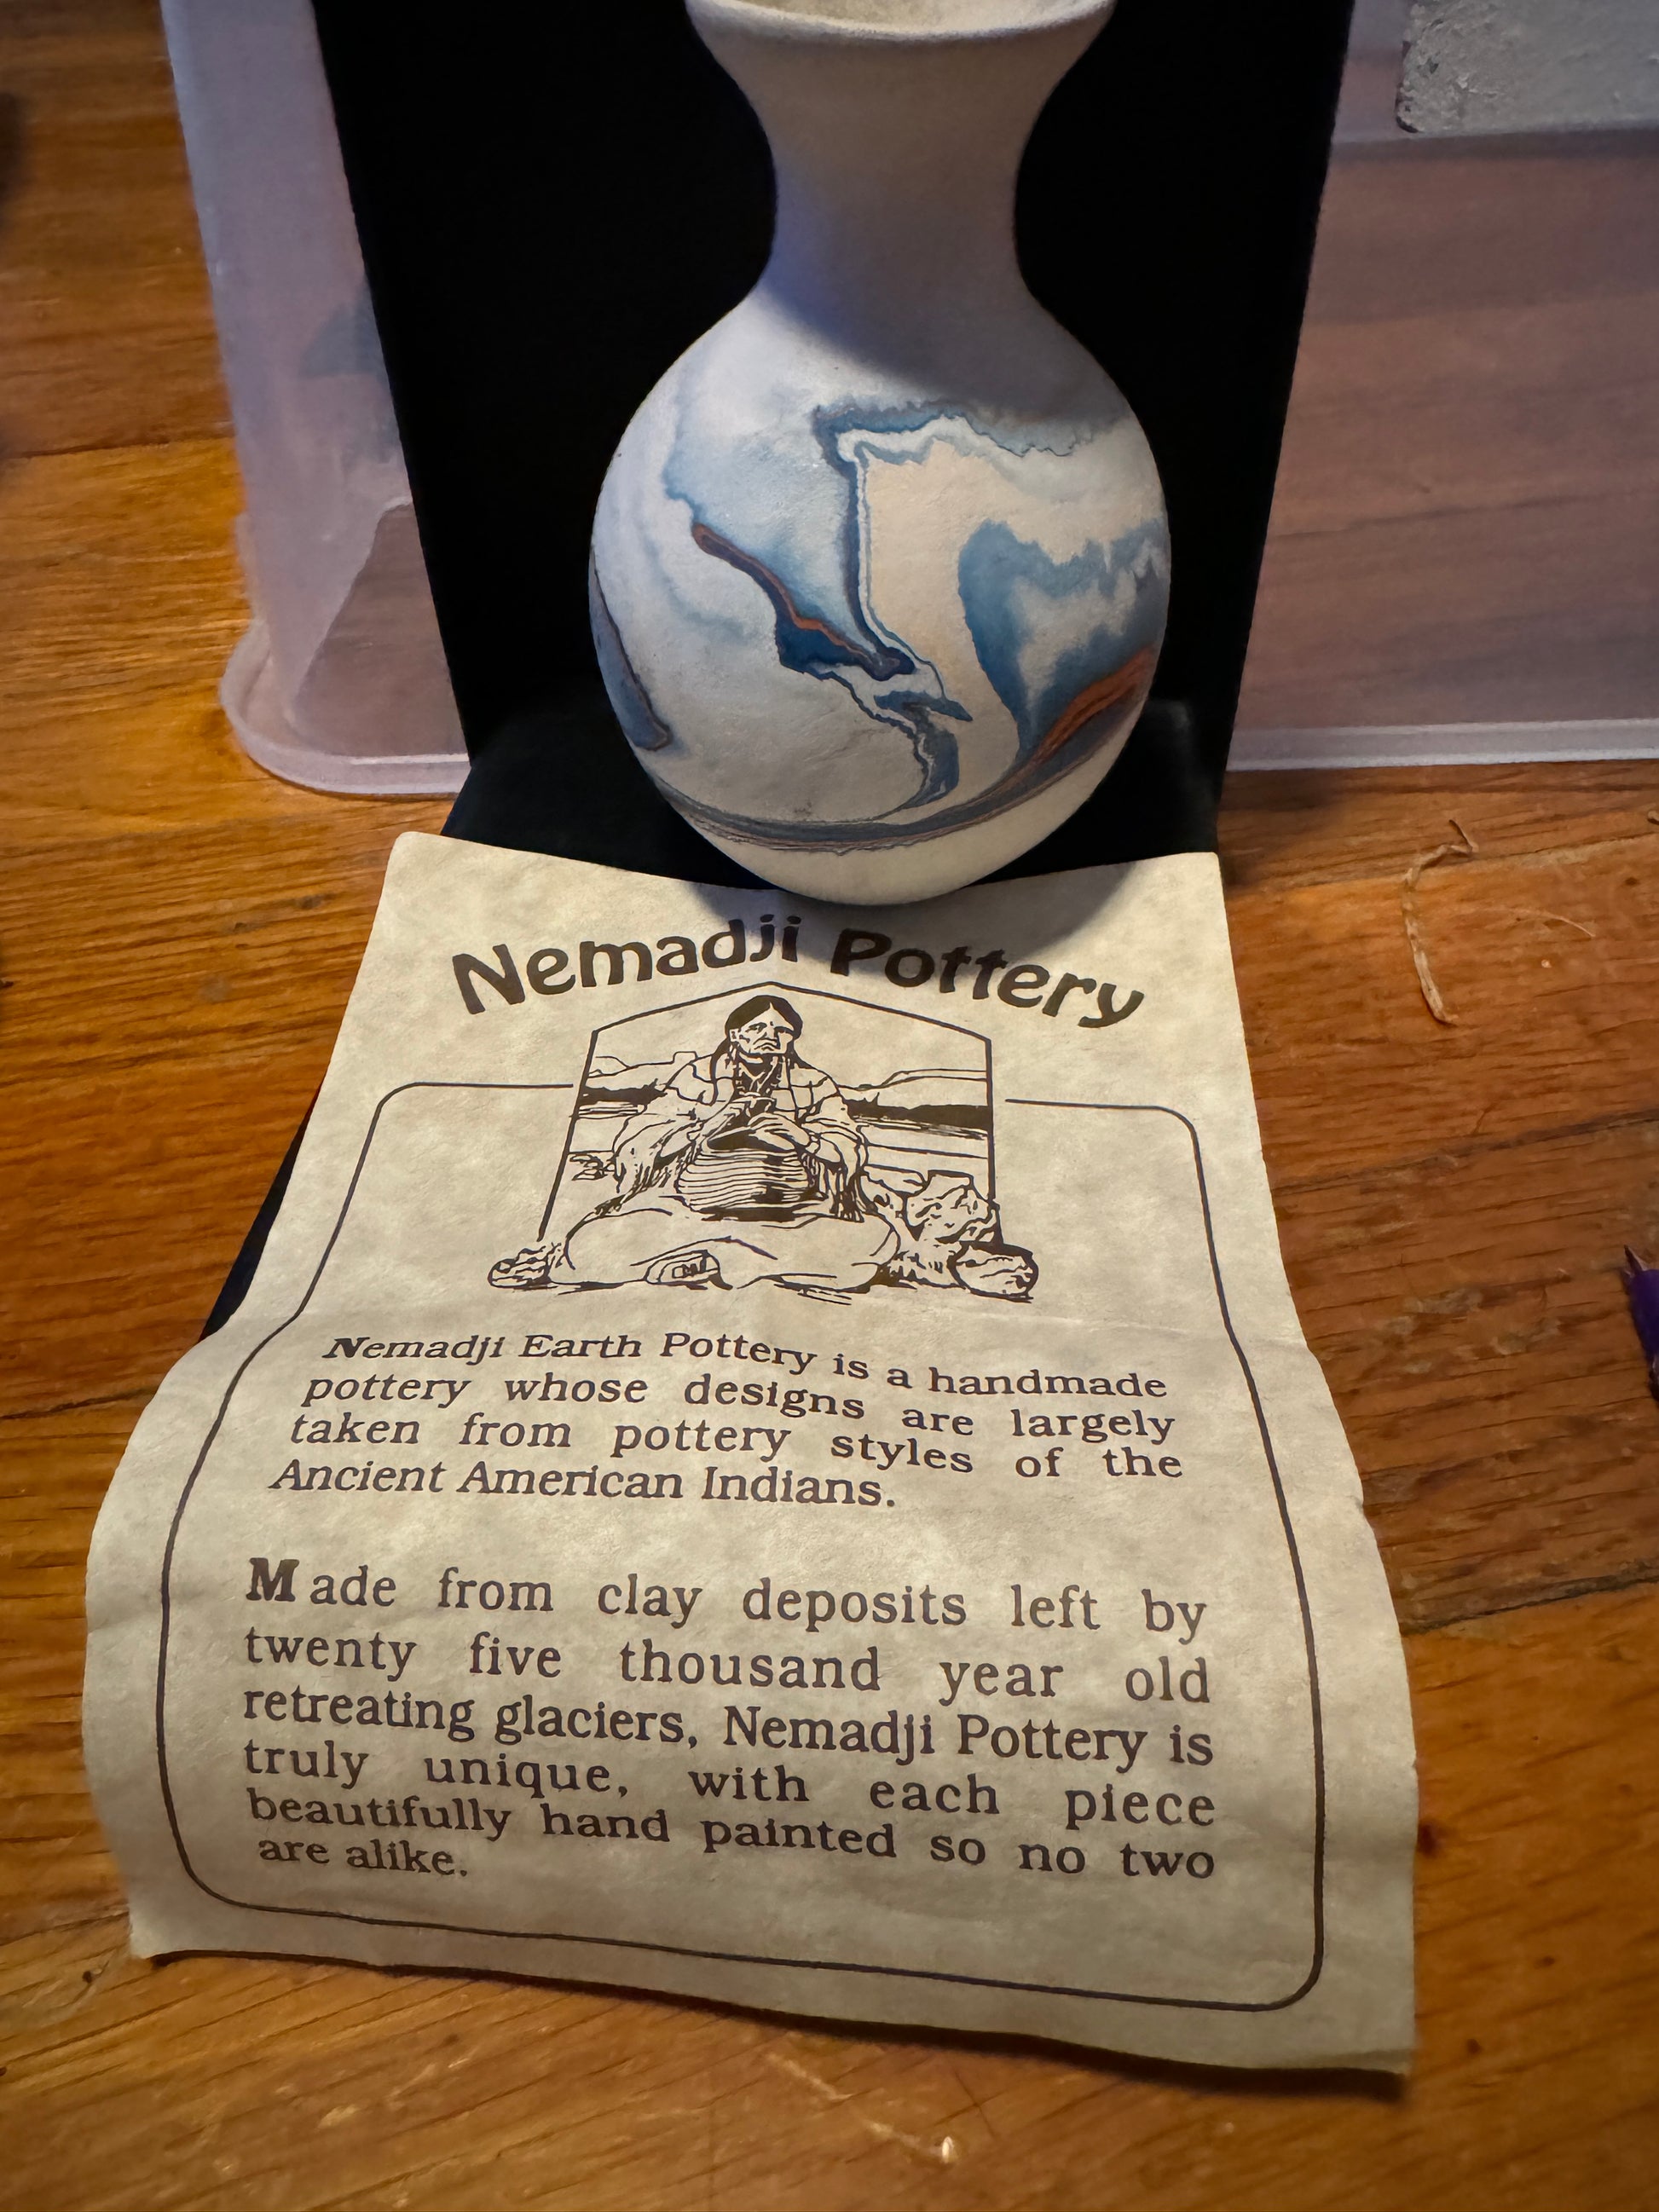 Nemadji Pottery
Nemadji Earth Pottery is a handmade
pottery whose designs are largely
taken from pottery styles of the
Ancient American Indians.
Made from clay deposits left by
twenty five thousand year old
retreating glaciers, Nemadji Pottery is
truly unique, with each piece
beautifully hand painted so no two
are alike.